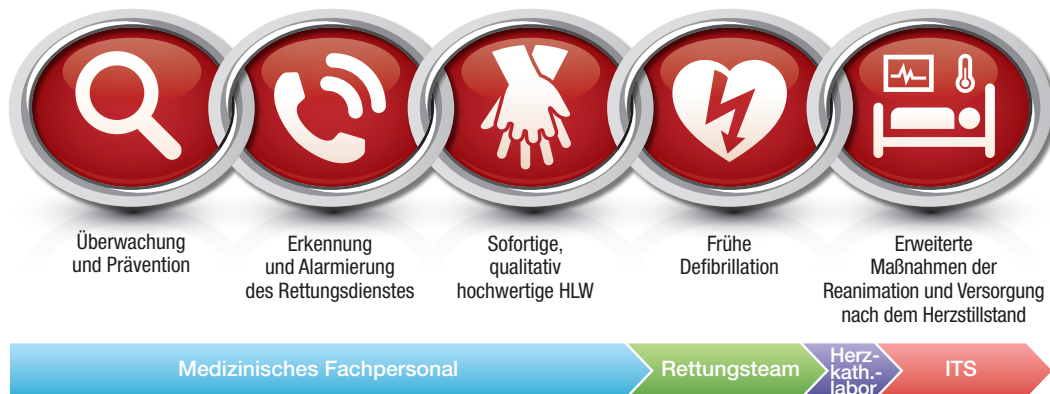 Überwachung
und Prävention
Erkennung
und Alarmierung
des Rettungsdienstes
Sofortige,
qualitativ
hochwertige HLW
Frühe
Defibrillation
Erweiterte
Maßnahmen der
Reanimation und Versorgung
nach dem Herzstillstand
Medizinisches Fachpersonal
Rettungsteam
Herz-
kath.-
labor
ITS